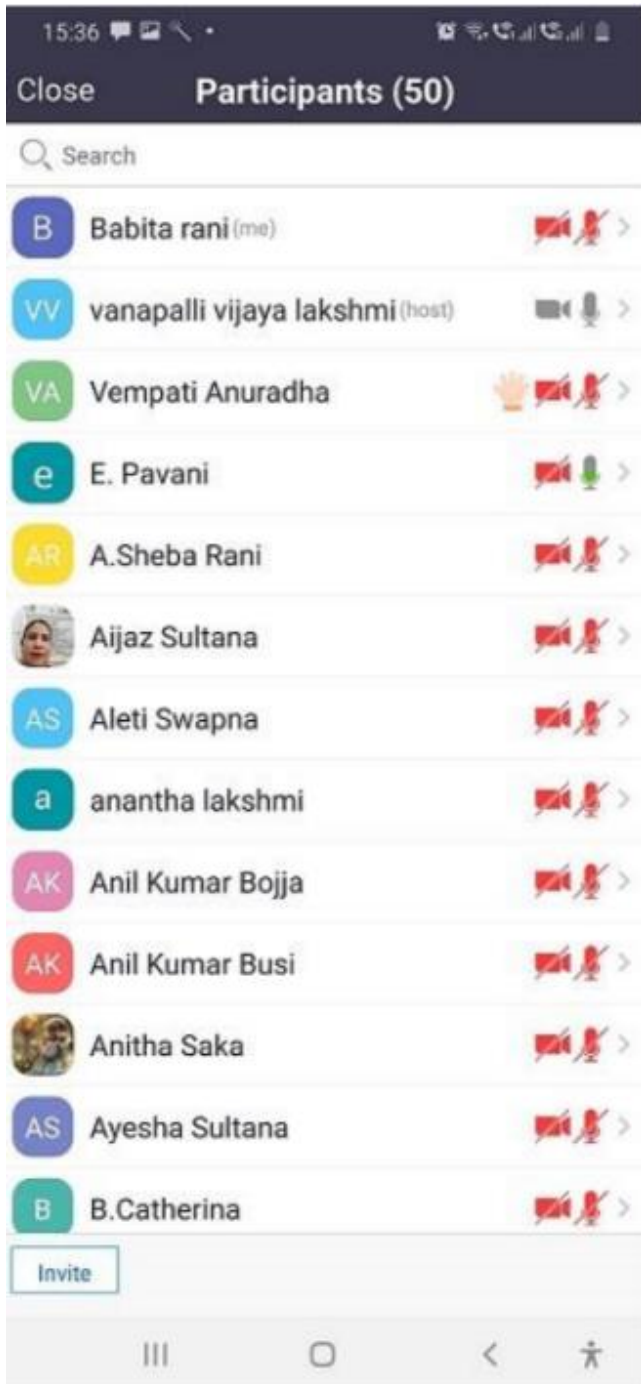 15:36
Close Participants (50)
Search
B Babita rani (me)
VV vanapalli vijaya lakshmi (host)
VA Vempati Anuradha
e E. Pavani
AR A.Sheba Rani
Aijaz Sultana
AS Aleti Swapna
a anantha lakshmi
AK Anil Kumar Bojja
AK Anil Kumar Busi
Anitha Saka
AS Ayesha Sultana
B B.Catherina
Invite